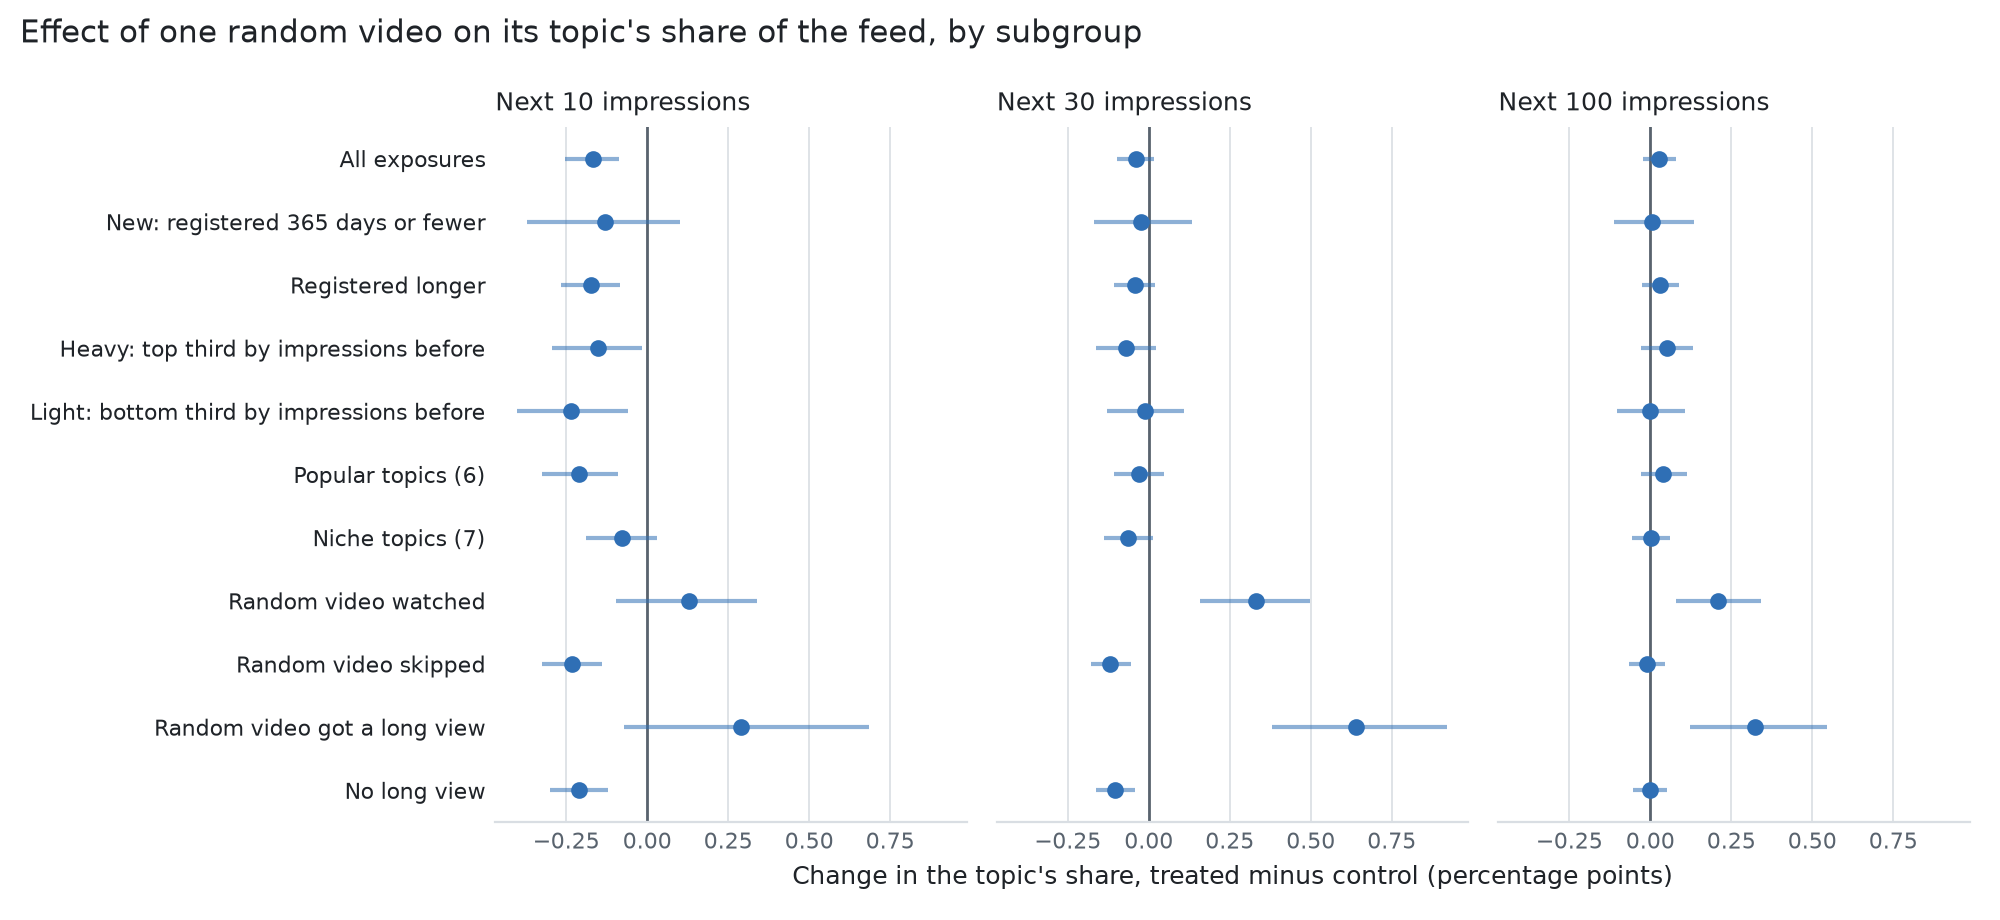 Effect of one random video on its topic's share of the feed, by subgroup
Next 10 impressions
Next 30 impressions
Next 100 impressions
All exposures
New: registered 365 days or fewer
Registered longer
Heavy: top third by impressions before
Light: bottom third by impressions before
Popular topics (6)
Niche topics (7)
Random video watched
Random video skipped
Random video got a long view
No long view
−0.25 0.00 0.25 0.50 0.75
−0.25 0.00 0.25 0.50 0.75
−0.25 0.00 0.25 0.50 0.75
Change in the topic's share, treated minus control (percentage points)